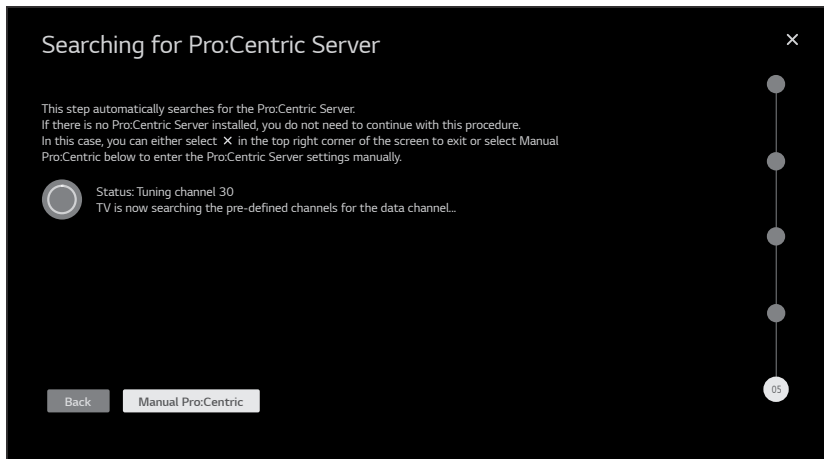 Searching for Pro:Centric Server
This step automatically searches for the Pro:Centric Server.
If there is no Pro:Centric Server installed, you do not need to continue with this procedure.
In this case, you can either select ✕ in the top right corner of the screen to exit or select Manual
Pro:Centric below to enter the Pro:Centric Server settings manually.
Status: Tuning channel 30
TV is now searching the pre-defined channels for the data channel...
05
Back
Manual Pro:Centric